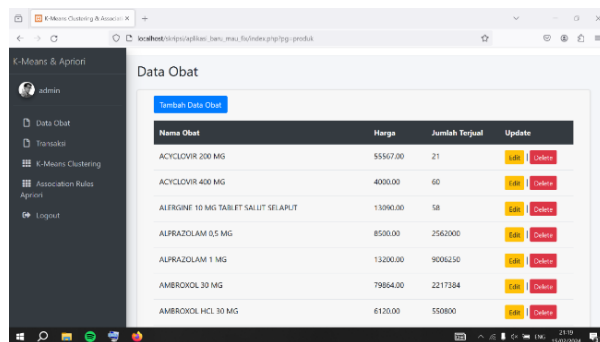 K-Means Clustering & Associati
localhost/skripsi/aplikasi_baru_mau_fix/index.php?pg=produk
K-Means & Apriori
admin
Data Obat
Transaksi
K-Means Clustering
Association Rules
Apriori
Logout
Data Obat
Tambah Data Obat
Nama Obat Harga Jumlah Terjual Update
ACYCLOVIR 200 MG 55567.00 21 Edit | Delete
ACYCLOVIR 400 MG 4000.00 60 Edit | Delete
ALERGINE 10 MG TABLET SALUT SELAPUT 13090.00 58 Edit | Delete
ALPRAZOLAM 0,5 MG 8500.00 2562000 Edit | Delete
ALPRAZOLAM 1 MG 13200.00 9006250 Edit | Delete
AMBROXOL 30 MG 79864.00 2217384 Edit | Delete
AMBROXOL HCL 30 MG 6120.00 550800 Edit | Delete
ENG
21:19
15/02/2024